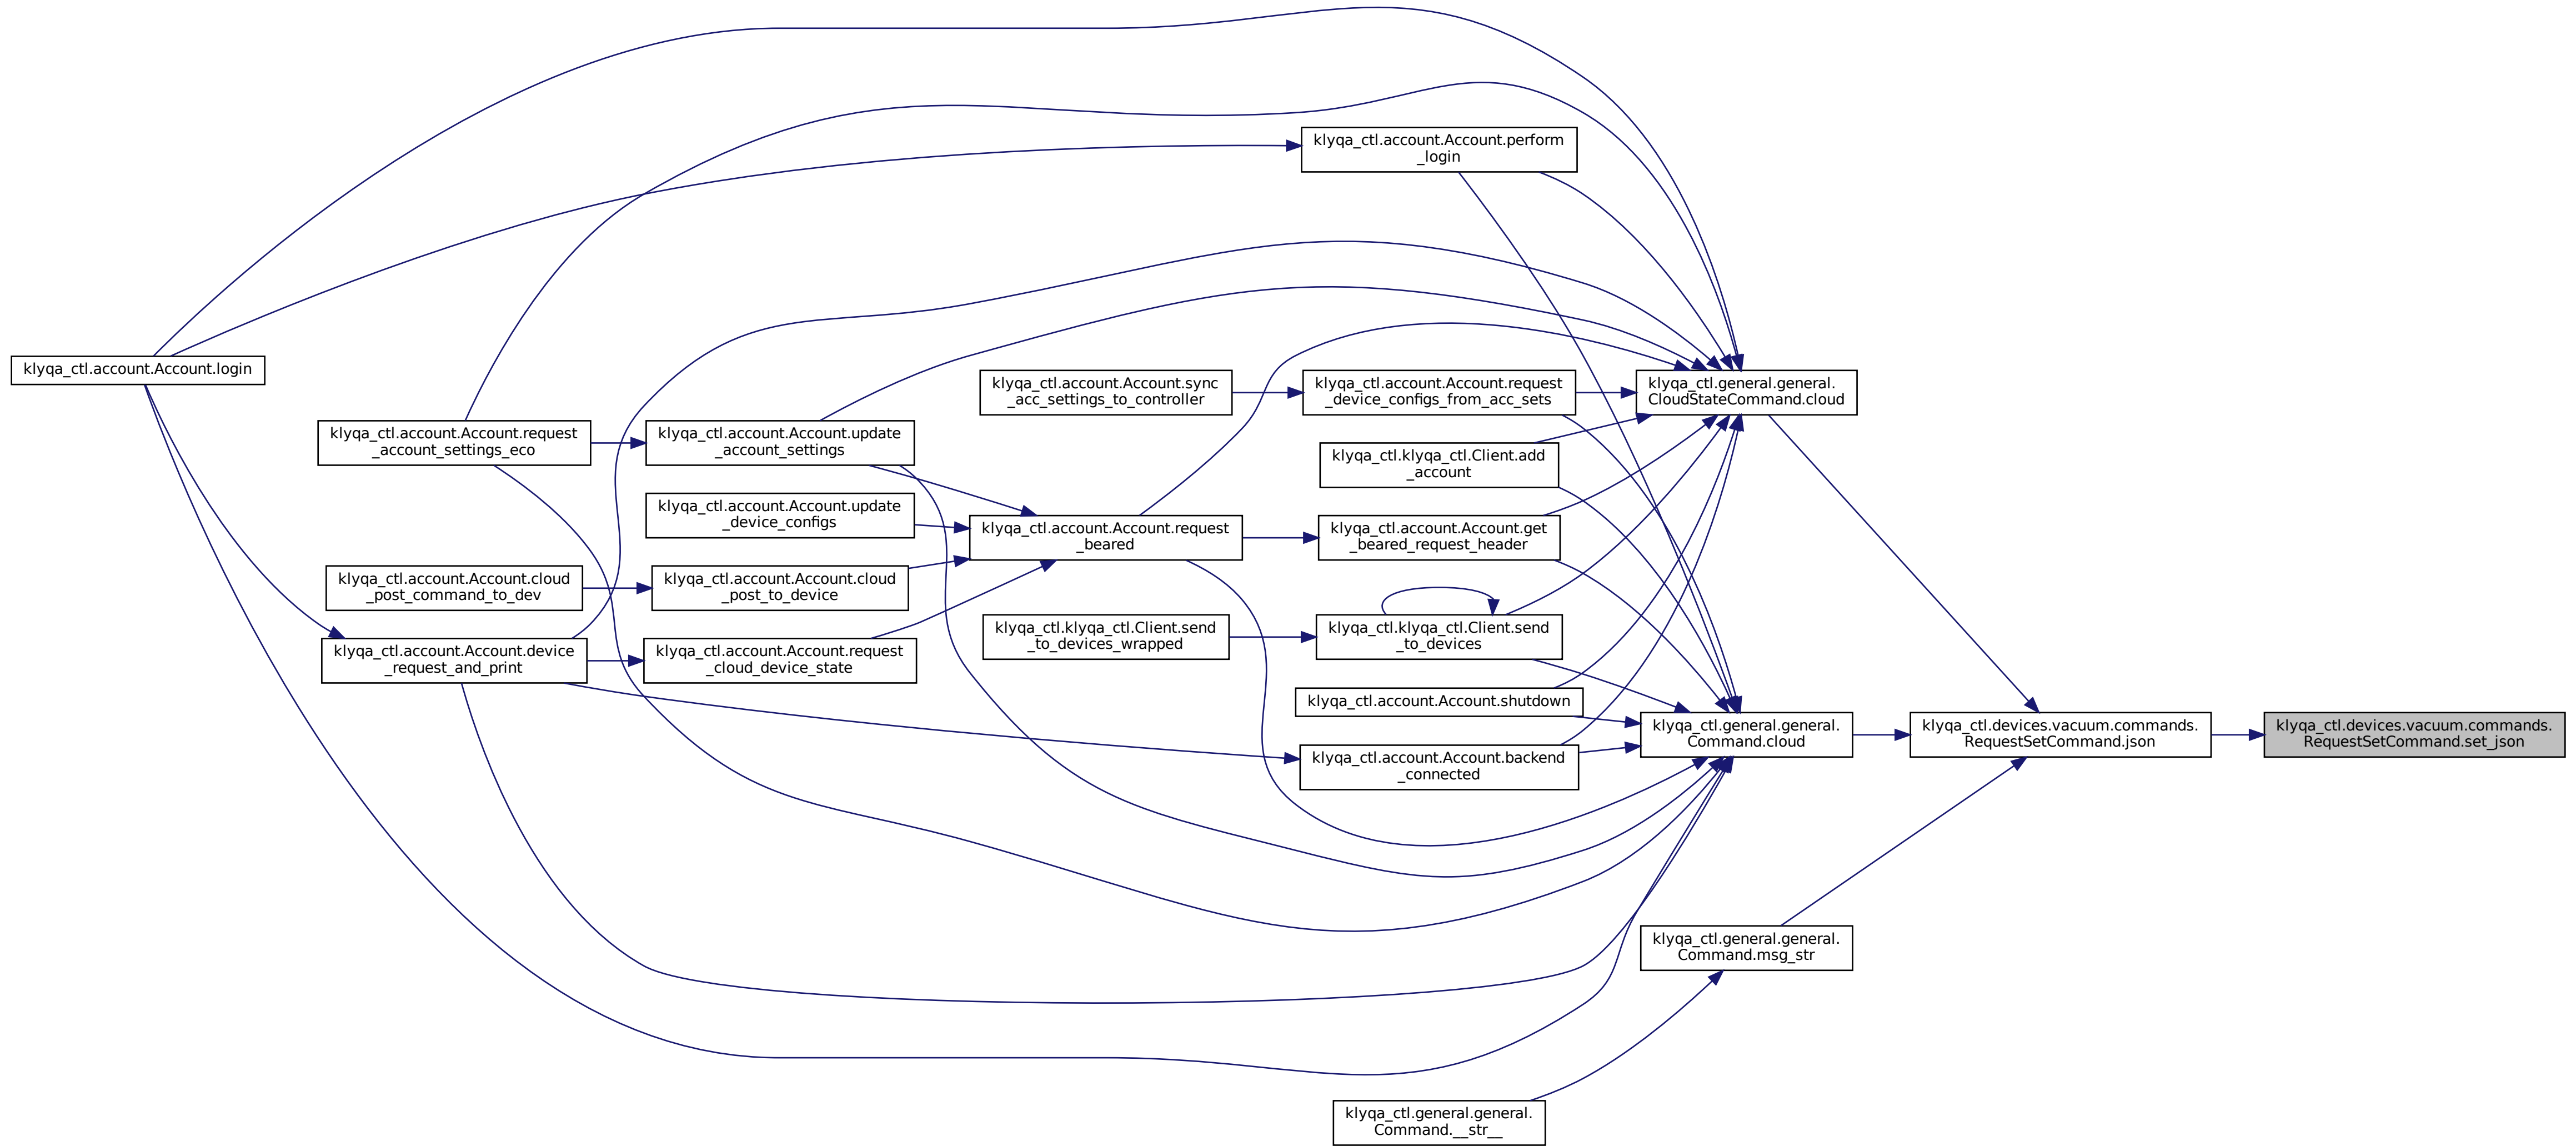 klyqa_ctl.account.Account.perform
_login
klyqa_ctl.account.Account.login
klyqa_ctl.account.Account.sync
_acc_settings_to_controller
klyqa_ctl.account.Account.request
_device_configs_from_acc_sets
klyqa_ctl.general.general.
CloudStateCommand.cloud
klyqa_ctl.account.Account.request
_account_settings_eco
klyqa_ctl.account.Account.update
_account_settings
klyqa_ctl.klyqa_ctl.Client.add
_account
klyqa_ctl.account.Account.update
_device_configs
klyqa_ctl.account.Account.request
_beared
klyqa_ctl.account.Account.get
_beared_request_header
klyqa_ctl.account.Account.cloud
_post_command_to_dev
klyqa_ctl.account.Account.cloud
_post_to_device
klyqa_ctl.klyqa_ctl.Client.send
_to_devices_wrapped
klyqa_ctl.klyqa_ctl.Client.send
_to_devices
klyqa_ctl.account.Account.device
_request_and_print
klyqa_ctl.account.Account.request
_cloud_device_state
klyqa_ctl.account.Account.shutdown
klyqa_ctl.general.general.
Command.cloud
klyqa_ctl.devices.vacuum.commands.
RequestSetCommand.json
klyqa_ctl.devices.vacuum.commands.
RequestSetCommand.set_json
klyqa_ctl.account.Account.backend
_connected
klyqa_ctl.general.general.
Command.msg_str
klyqa_ctl.general.general.
Command.__str__